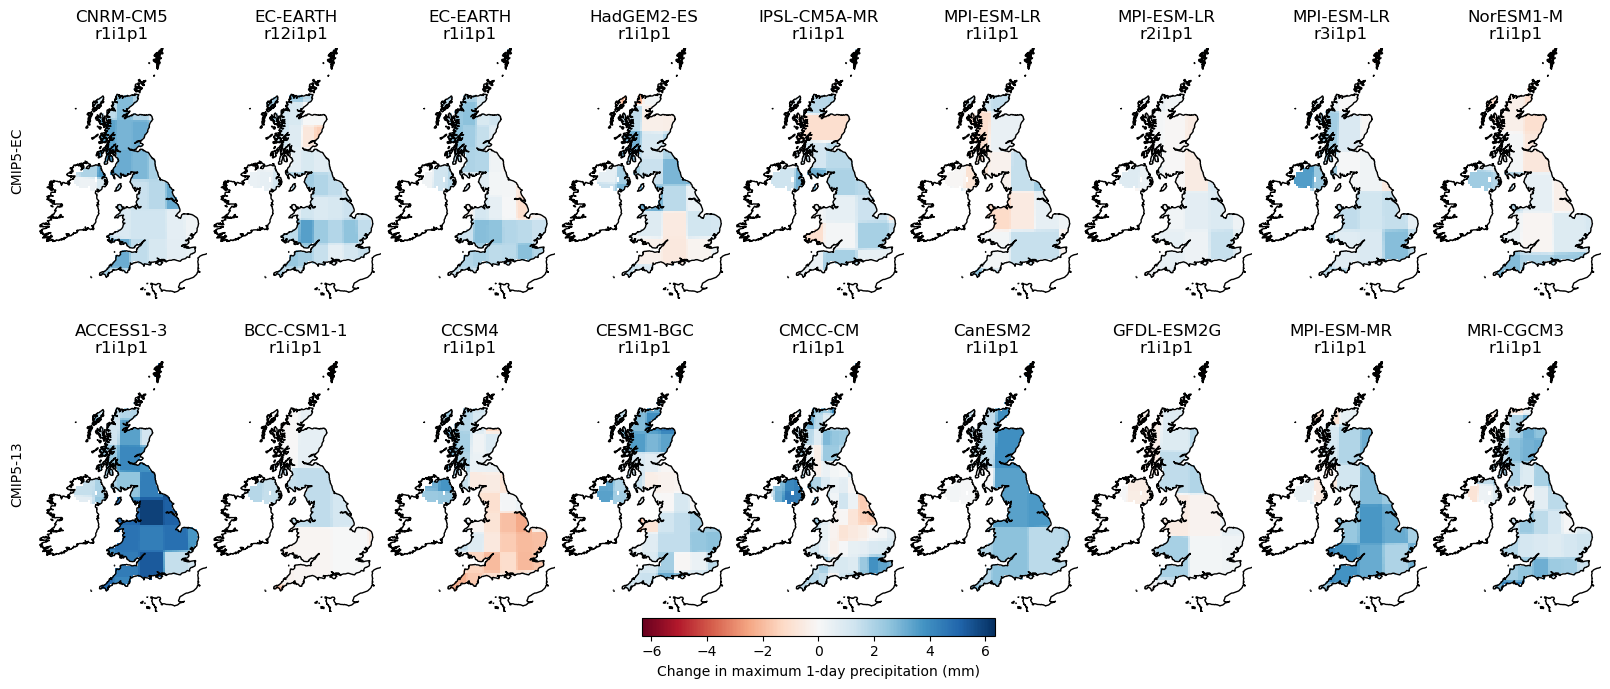 CNRM-CM5 EC-EARTH EC-EARTH HadGEM2-ES IPSL-CM5A-MR MPI-ESM-LR MPI-ESM-LR MPI-ESM-LR NorESM1-M
r1i1p1 r12i1p1 r1i1p1 r1i1p1 r1i1p1 r1i1p1 r2i1p1 r3i1p1 r1i1p1
CMIP5-EC
ACCESS1-3 BCC-CSM1-1 CCSM4 CESM1-BGC CMCC-CM CanESM2 GFDL-ESM2G MPI-ESM-MR MRI-CGCM3
r1i1p1 r1i1p1 r1i1p1 r1i1p1 r1i1p1 r1i1p1 r1i1p1 r1i1p1 r1i1p1
CMIP5-13
−6 −4 −2 0 2 4 6
Change in maximum 1-day precipitation (mm)